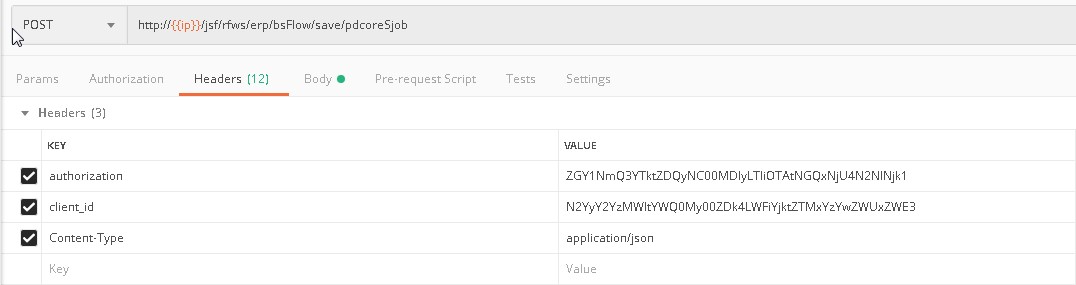 POST http://{{ip}}/jsf/rfws/erp/bsFlow/save/pdcoreSjob
Params Authorization Headers (12) Body Pre-request Script Tests Settings
Headers (3)
KEY VALUE
authorization ZGY1NmQ3YTktZDQyNC00MDIyLTliOTAtNGQxNjU4N2NlNjk1
client_id N2YyY2YzMWItYWQ0My00ZDk4LWFiYjktZTMxYzYwZWUxZWE3
Content-Type application/json
Key Value